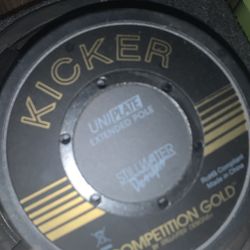 KICKER
UNIPLATE
EXTENDED POLE
STILLWATER
Designs
RoHS Compliant
Made in China
COMPETITION GOLD